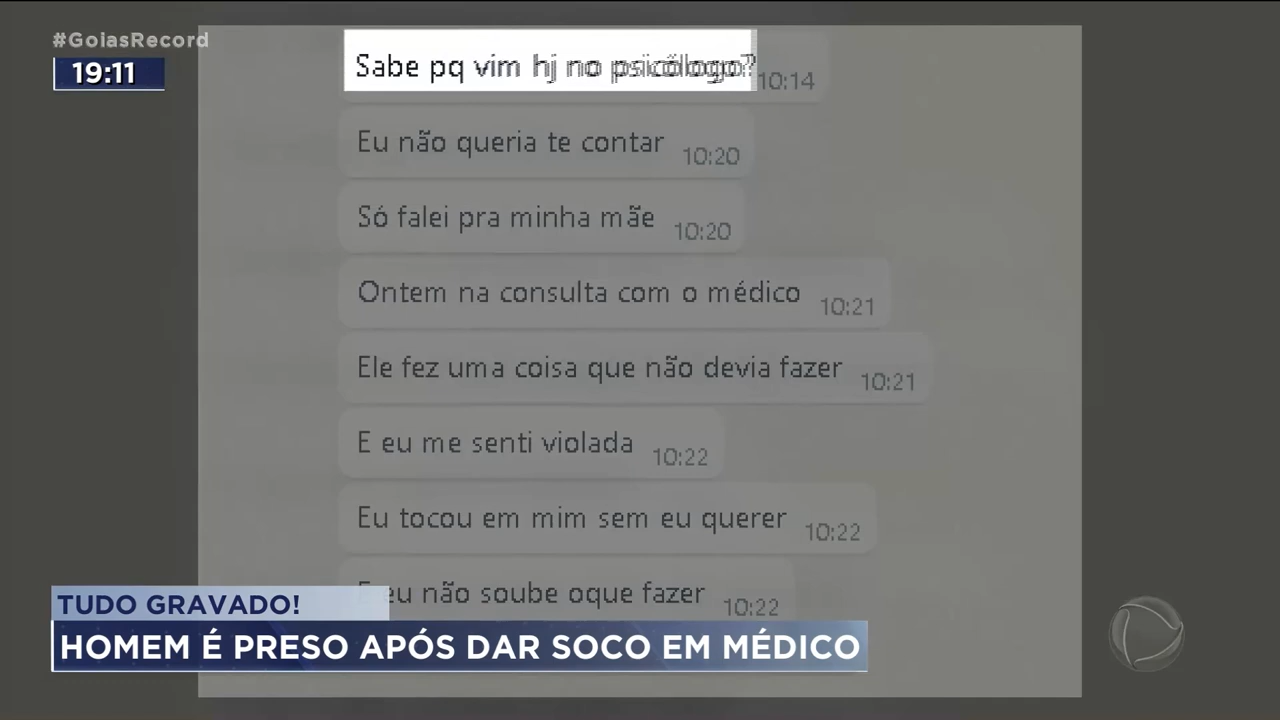 #GoiasRecord
19:11
Sabe pq vim hj no psicólogo? 10:14
Eu não queria te contar 10:20
Só falei pra minha mãe 10:20
Ontem na consulta com o médico 10:21
Ele fez uma coisa que não devia fazer 10:21
E eu me senti violada 10:22
Eu tocou em mim sem eu querer 10:22
E eu não soube oque fazer 10:22
TUDO GRAVADO!
HOMEM É PRESO APÓS DAR SOCO EM MÉDICO